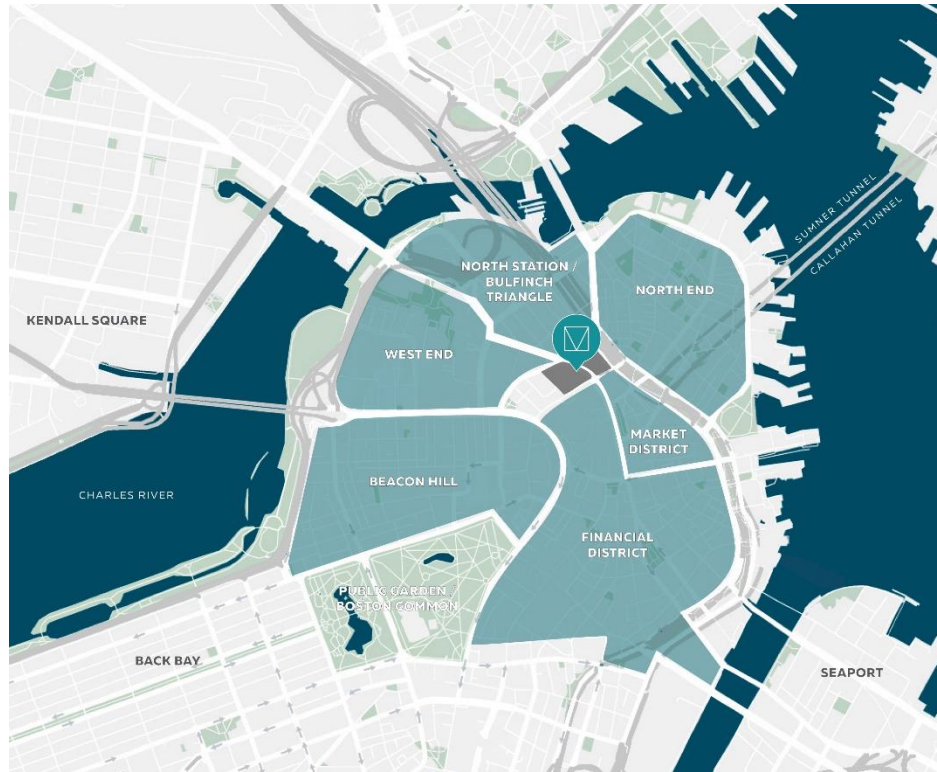 SUMNER TUNNEL
CALLAHAN TUNNEL
NORTH STATION /
BULFINCH
TRIANGLE
NORTH END
KENDALL SQUARE
WEST END
MARKET
DISTRICT
BEACON HILL
CHARLES RIVER
FINANCIAL
DISTRICT
PUBLIC GARDEN /
BOSTON COMMON
BACK BAY
SEAPORT